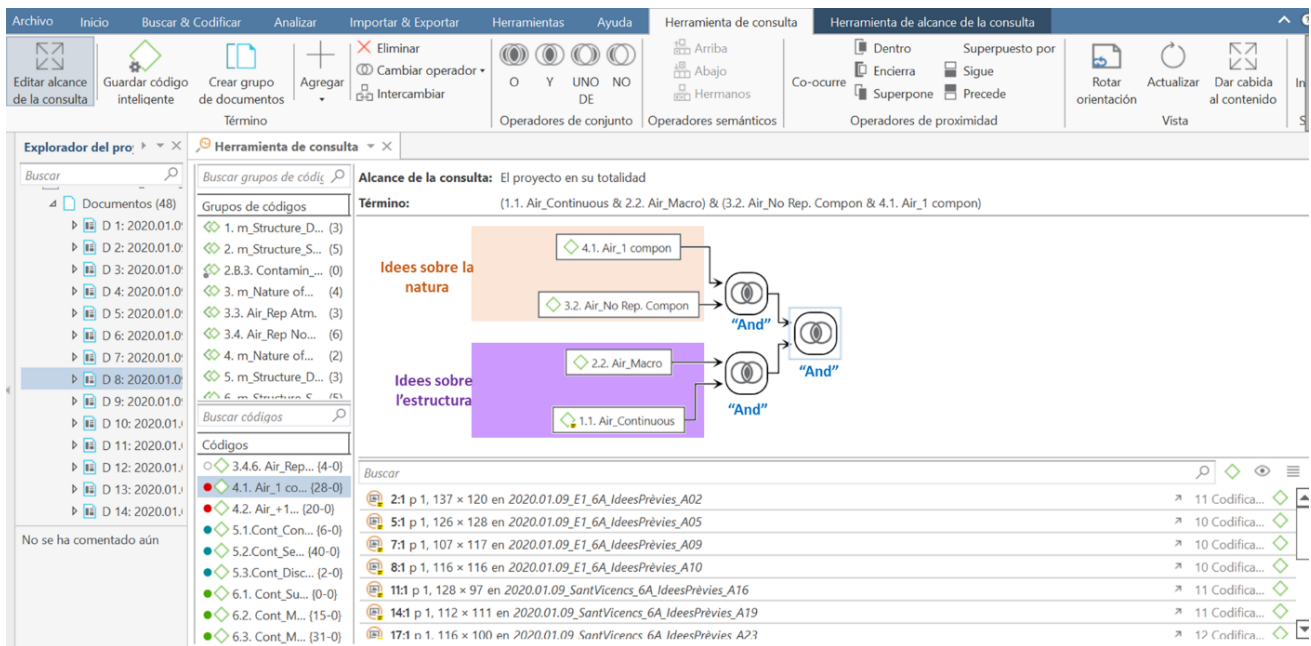 Archivo Inicio Buscar & Codificar Analizar Importar & Exportar Herramientas Ayuda Herramienta de consulta Herramienta de alcance de la consulta
Editar alcance de la consulta
Guardar código inteligente
Crear grupo de documentos
Agregar
Eliminar
Cambiar operador
Intercambiar
Término
O Y UNO DE NO
Operadores de conjunto
Arriba
Abajo
Hermanos
Operadores semánticos
Co-ocurre
Dentro
Encierra
Superpone
Superpuesto por
Sigue
Precede
Operadores de proximidad
Rotar orientación
Actualizar
Dar cabida al contenido
Vista
Explorador del pro
Buscar
Documentos (48)
D 1: 2020.01.0
D 2: 2020.01.0
D 3: 2020.01.0
D 4: 2020.01.0
D 5: 2020.01.0
D 6: 2020.01.0
D 7: 2020.01.0
D 8: 2020.01.0
D 9: 2020.01.0
D 10: 2020.01.
D 11: 2020.01.
D 12: 2020.01.
D 13: 2020.01.
D 14: 2020.01.
No se ha comentado aún
Herramienta de consulta
Buscar grupos de códig
Grupos de códigos
1. m_Structure_D... (3)
2. m_Structure_S... (5)
2.B.3. Contamin_... (0)
3. m_Nature of... (4)
3.3. Air_Rep Atm. (3)
3.4. Air_Rep No... (6)
4. m_Nature of... (2)
5. m_Structure_D... (3)
6. m_Structure_S... (5)
Buscar códigos
Códigos
3.4.6. Air_Rep... {4-0}
4.1. Air_1 co... {28-0}
4.2. Air_+1... {20-0}
5.1.Cont_Con... {6-0}
5.2.Cont_Se... {40-0}
5.3.Cont_Disc... {2-0}
6.1. Cont_Su... {0-0}
6.2. Cont_M... {15-0}
6.3. Cont_M... {31-0}
Alcance de la consulta: El proyecto en su totalidad
Término: (1.1. Air_Continuous & 2.2. Air_Macro) & (3.2. Air_No Rep. Compon & 4.1. Air_1 compon)
Idees sobre la natura
4.1. Air_1 compon
3.2. Air_No Rep. Compon
"And"
Idees sobre l'estructura
2.2. Air_Macro
1.1. Air_Continuous
"And"
"And"
Buscar
2:1 p 1, 137 × 120 en 2020.01.09_E1_6A_IdeesPrèvies_A02 11 Codifica...
5:1 p 1, 126 × 128 en 2020.01.09_E1_6A_IdeesPrèvies_A05 10 Codifica...
7:1 p 1, 107 × 117 en 2020.01.09_E1_6A_IdeesPrèvies_A09 10 Codifica...
8:1 p 1, 116 × 116 en 2020.01.09_E1_6A_IdeesPrèvies_A10 10 Codifica...
11:1 p 1, 128 × 97 en 2020.01.09_SantVicencs_6A_IdeesPrèvies_A16 11 Codifica...
14:1 p 1, 112 × 111 en 2020.01.09_SantVicencs_6A_IdeesPrèvies_A19 11 Codifica...
17:1 p 1, 116 × 100 en 2020.01.09_SantVicencs_6A_IdeesPrèvies_A23 12 Codifica...